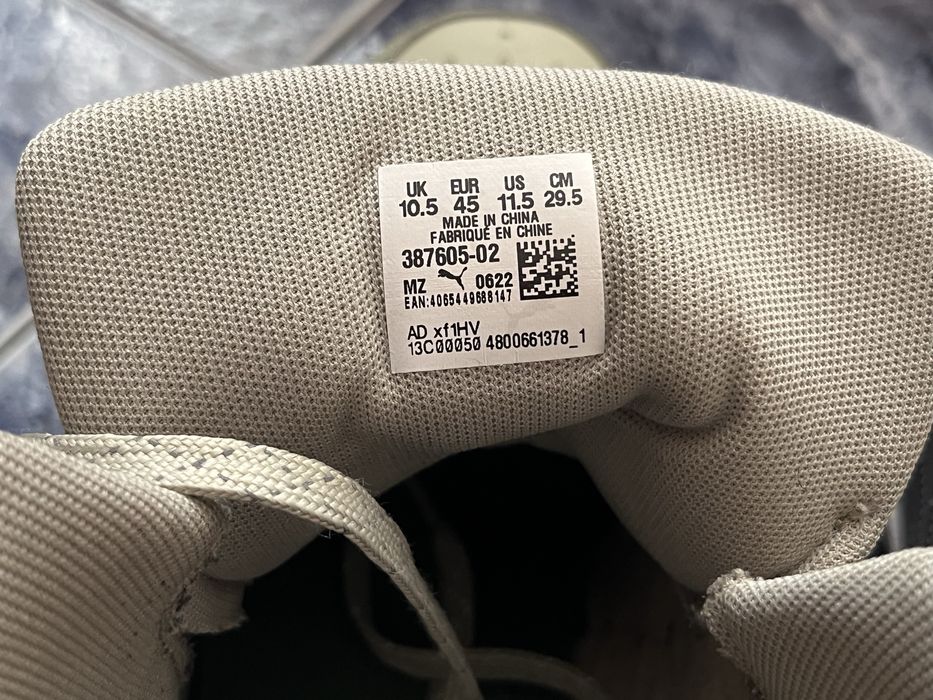 UK EUR US CM
10.5 45 11.5 29.5
MADE IN CHINA
FABRIQUÉ EN CHINE
387605-02
MZ 0622
EAN:4065449688147
AD xf1HV
13C00050 4800661378_1